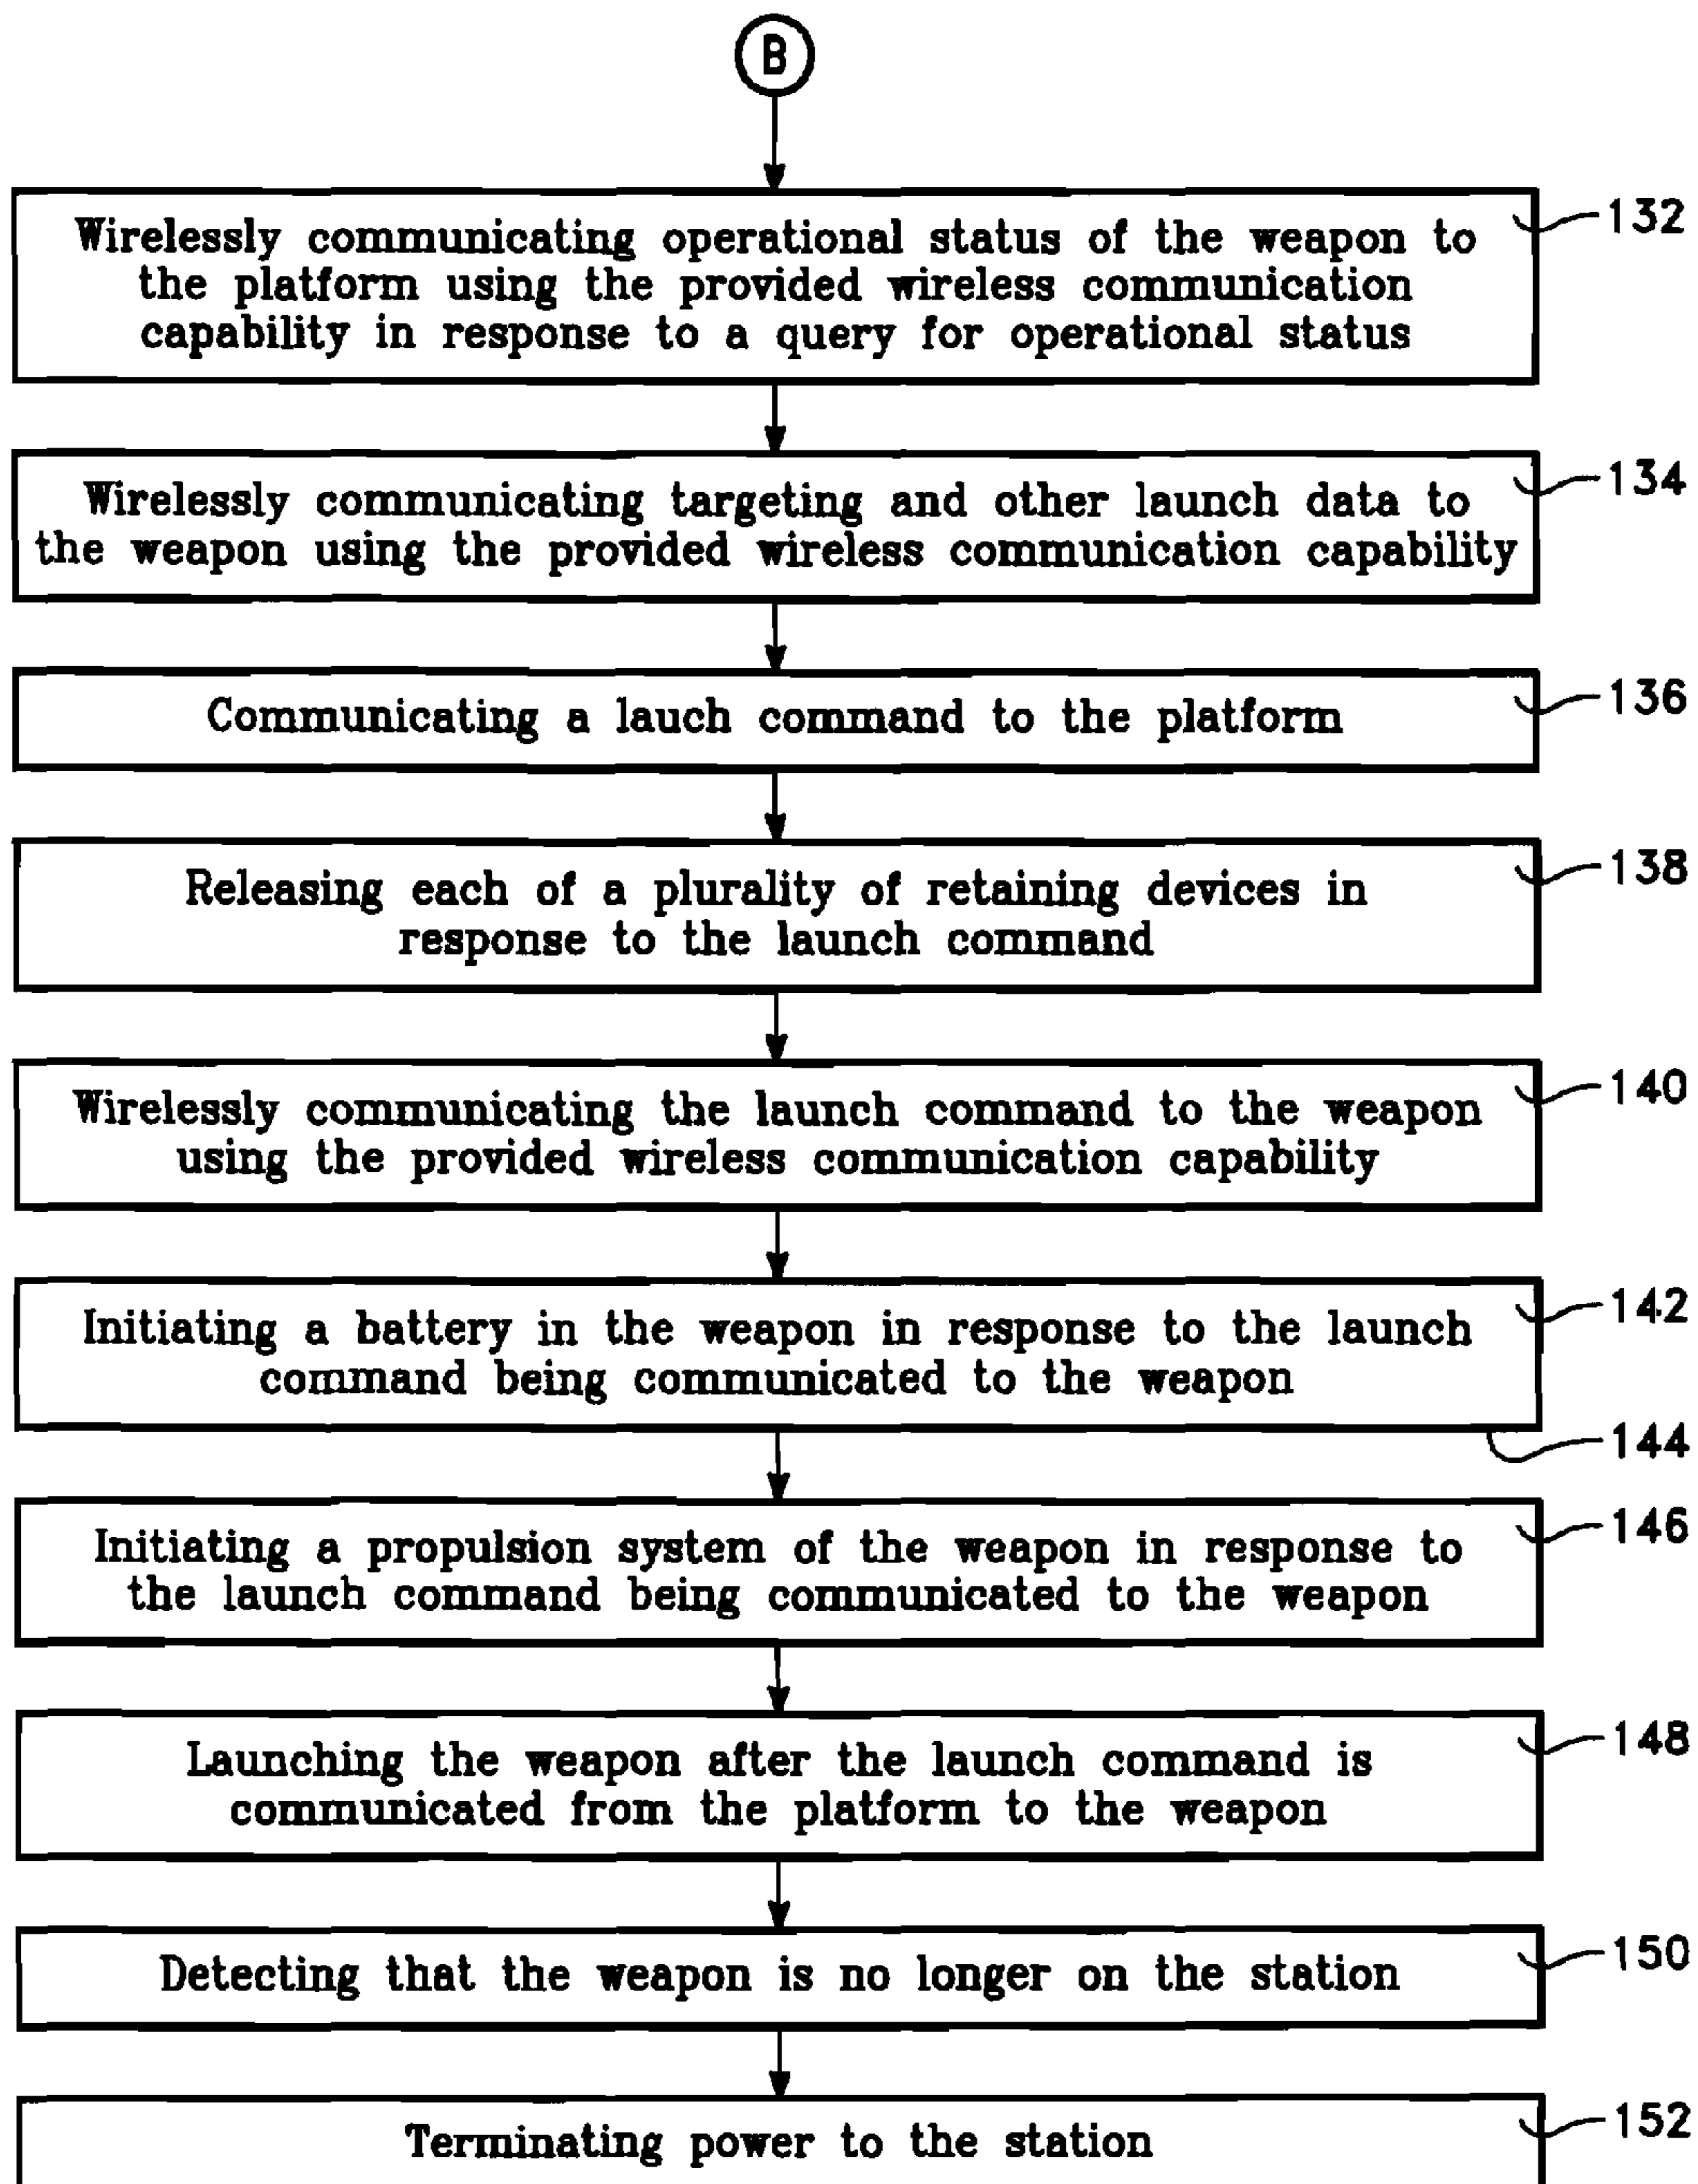 B
Wirelessly communicating operational status of the weapon to
the platform using the provided wireless communication
capability in response to a query for operational status
132
Wirelessly communicating targeting and other launch data to
the weapon using the provided wireless communication capability
134
Communicating a lauch command to the platform
136
Releasing each of a plurality of retaining devices in
response to the launch command
138
Wirelessly communicating the launch command to the weapon
using the provided wireless communication capability
140
Initiating a battery in the weapon in response to the launch
command being communicated to the weapon
142
144
Initiating a propulsion system of the weapon in response to
the launch command being communicated to the weapon
146
Launching the weapon after the launch command is
communicated from the platform to the weapon
148
Detecting that the weapon is no longer on the station
150
Terminating power to the station
152